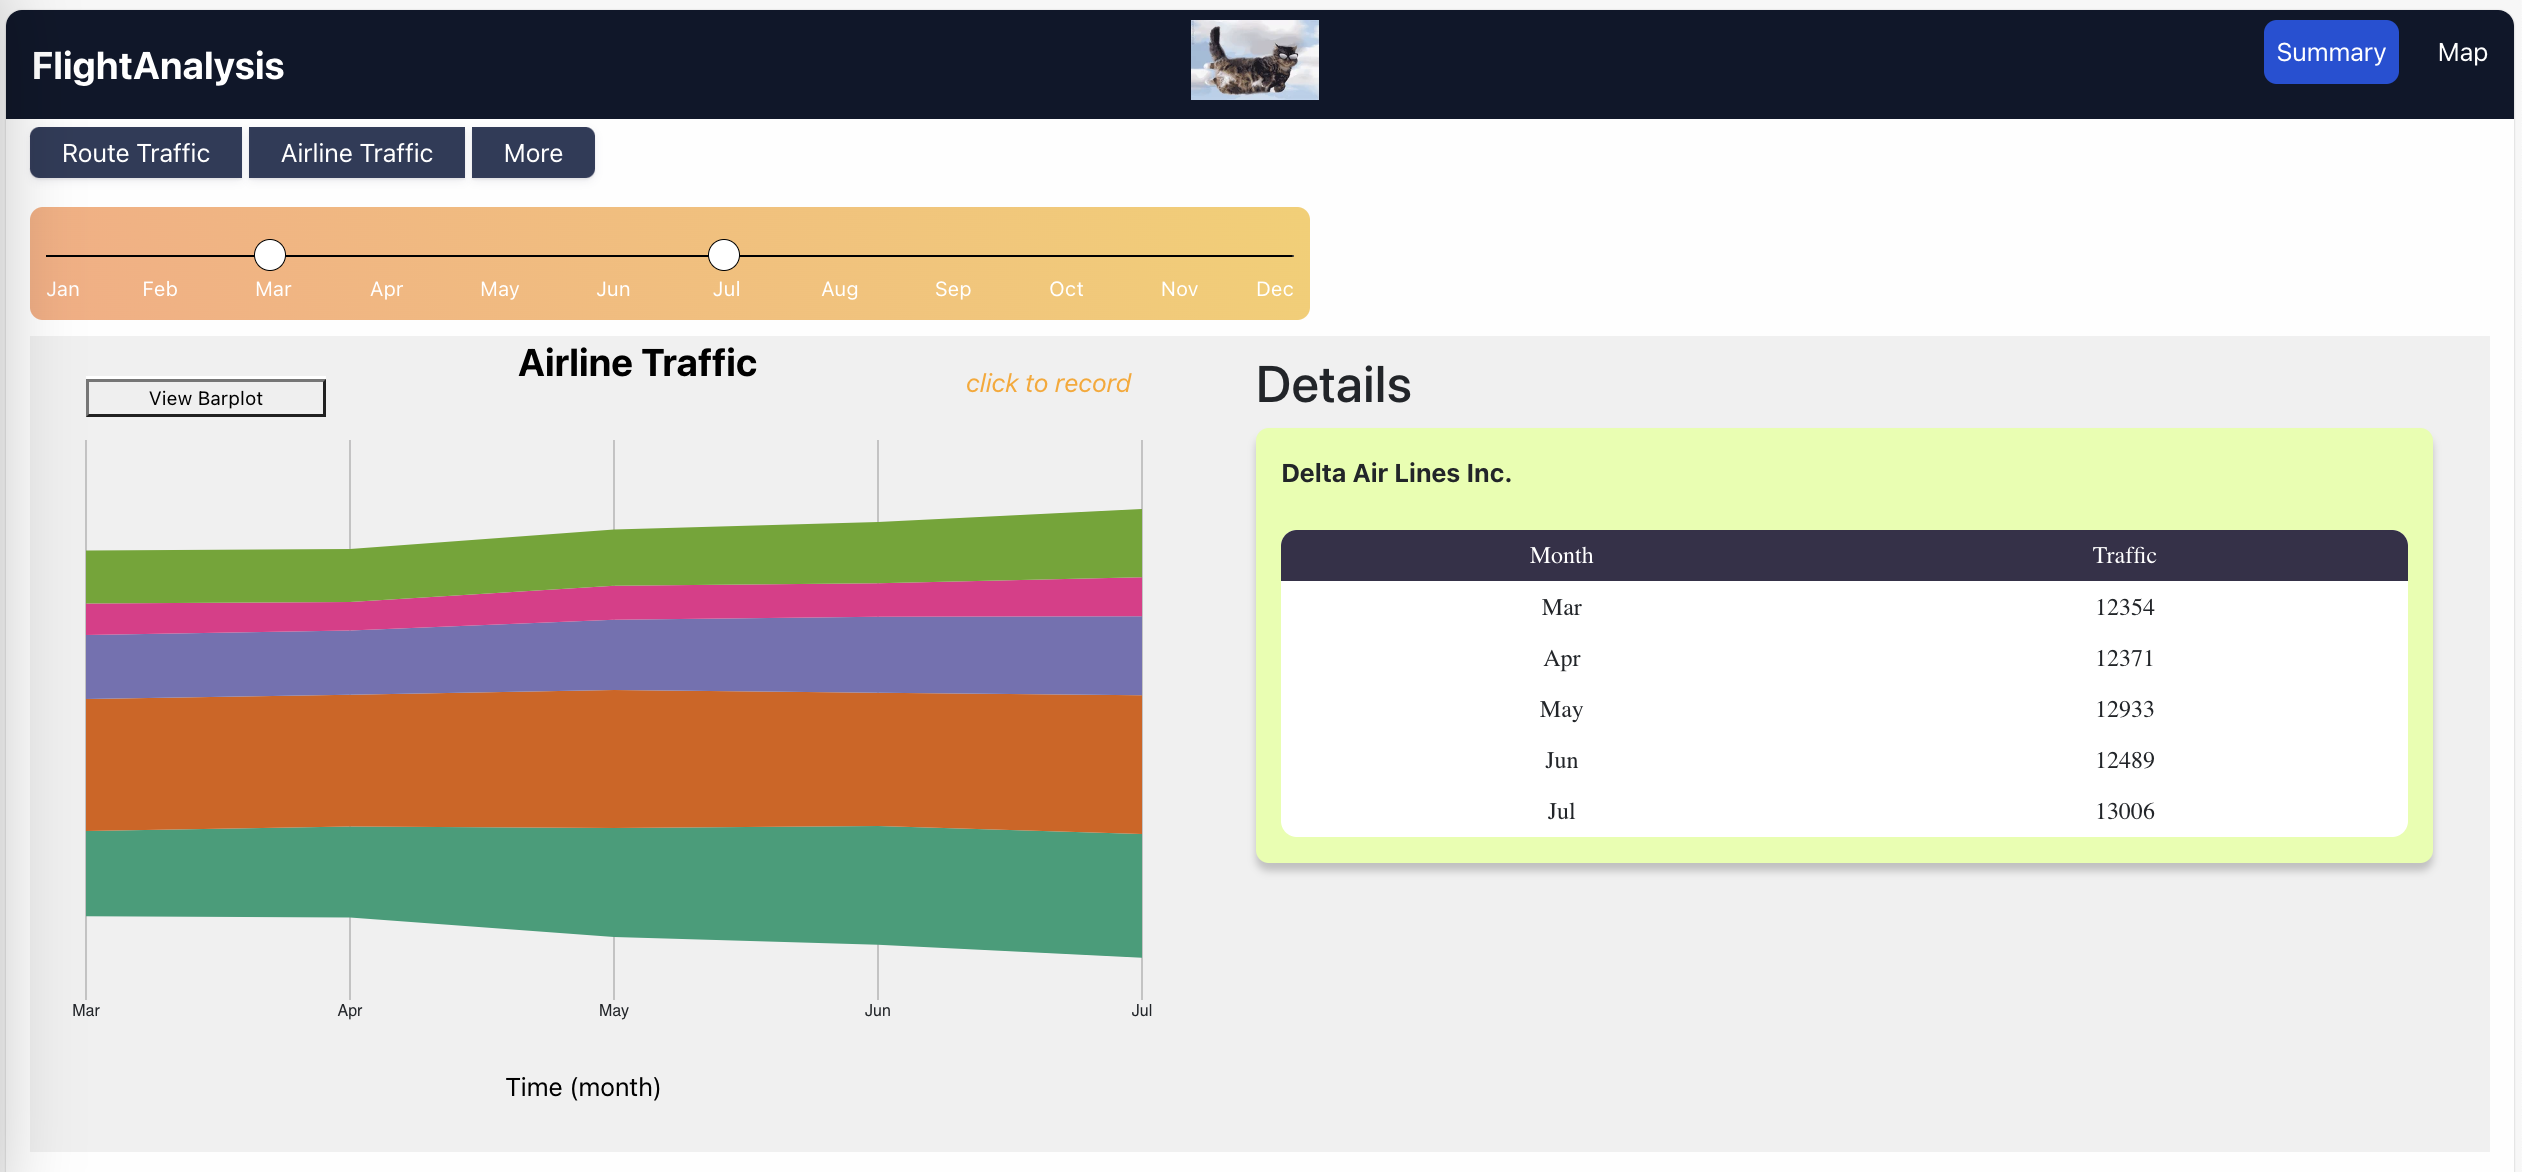 FlightAnalysis
Summary
Map
Route Traffic
Airline Traffic
More
Jan Feb Mar Apr May Jun Jul Aug Sep Oct Nov Dec
Airline Traffic
click to record
View Barplot
Mar Apr May Jun Jul
Time (month)
Details
Delta Air Lines Inc.
Month Traffic
Mar 12354
Apr 12371
May 12933
Jun 12489
Jul 13006